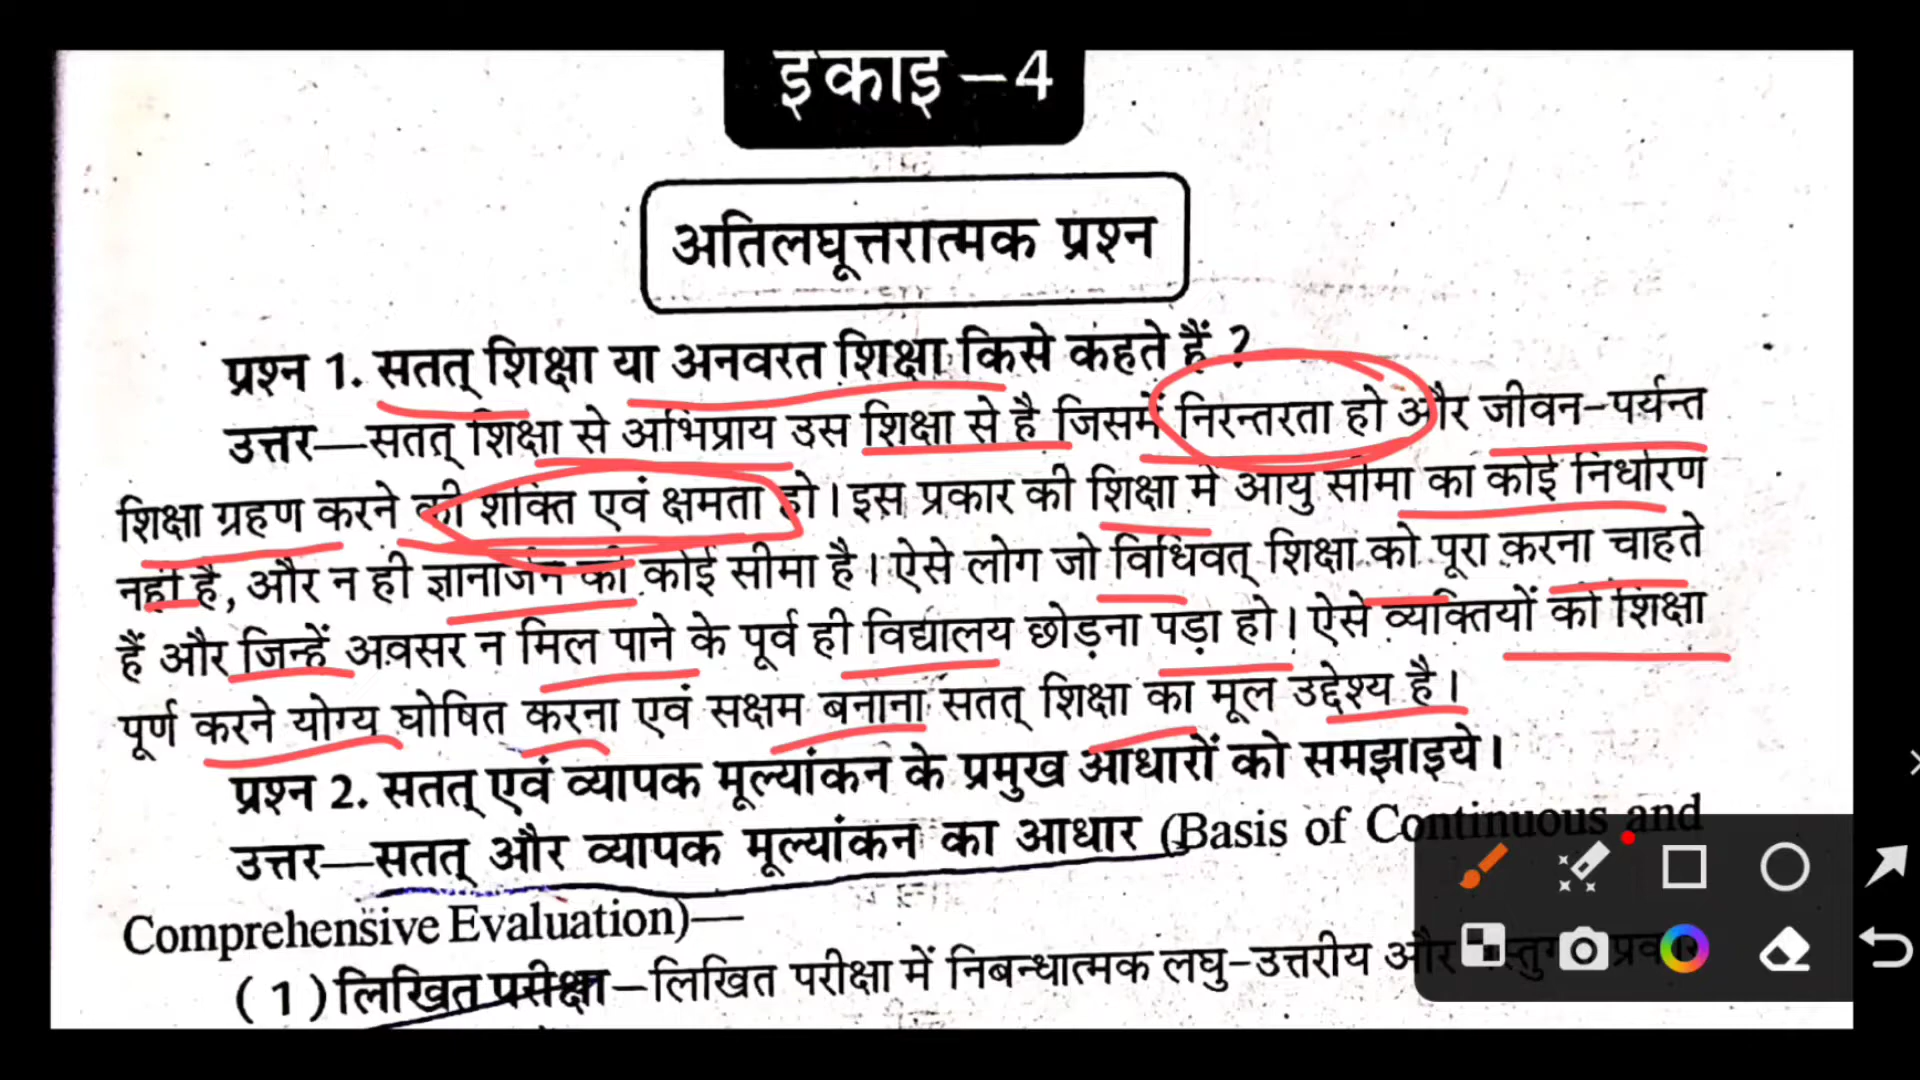 इकाइ –4
अतिलघूत्तरात्मक प्रश्न
प्रश्न 1. सतत् शिक्षा या अनवरत शिक्षा किसे कहते हैं ?
उत्तर—सतत् शिक्षा से अभिप्राय उस शिक्षा से है जिसमें निरन्तरता हो और जीवन-पर्यन्त
शिक्षा ग्रहण करने की शक्ति एवं क्षमता हो। इस प्रकार की शिक्षा में आयु सीमा का कोई निर्धारण
नहीं है, और न ही ज्ञानार्जन की कोई सीमा है। ऐसे लोग जो विधिवत् शिक्षा को पूरा करना चाहते
हैं और जिन्हें अवसर न मिल पाने के पूर्व ही विद्यालय छोड़ना पड़ा हो। ऐसे व्यक्तियों को शिक्षा
पूर्ण करने योग्य घोषित करना एवं सक्षम बनाना सतत् शिक्षा का मूल उद्देश्य है।
प्रश्न 2. सतत् एवं व्यापक मूल्यांकन के प्रमुख आधारों को समझाइये।
उत्तर—सतत् और व्यापक मूल्यांकन का आधार (Basis of Continuous and
Comprehensive Evaluation)—
(1) लिखित परीक्षा–लिखित परीक्षा में निबन्धात्मक लघु-उत्तरीय और